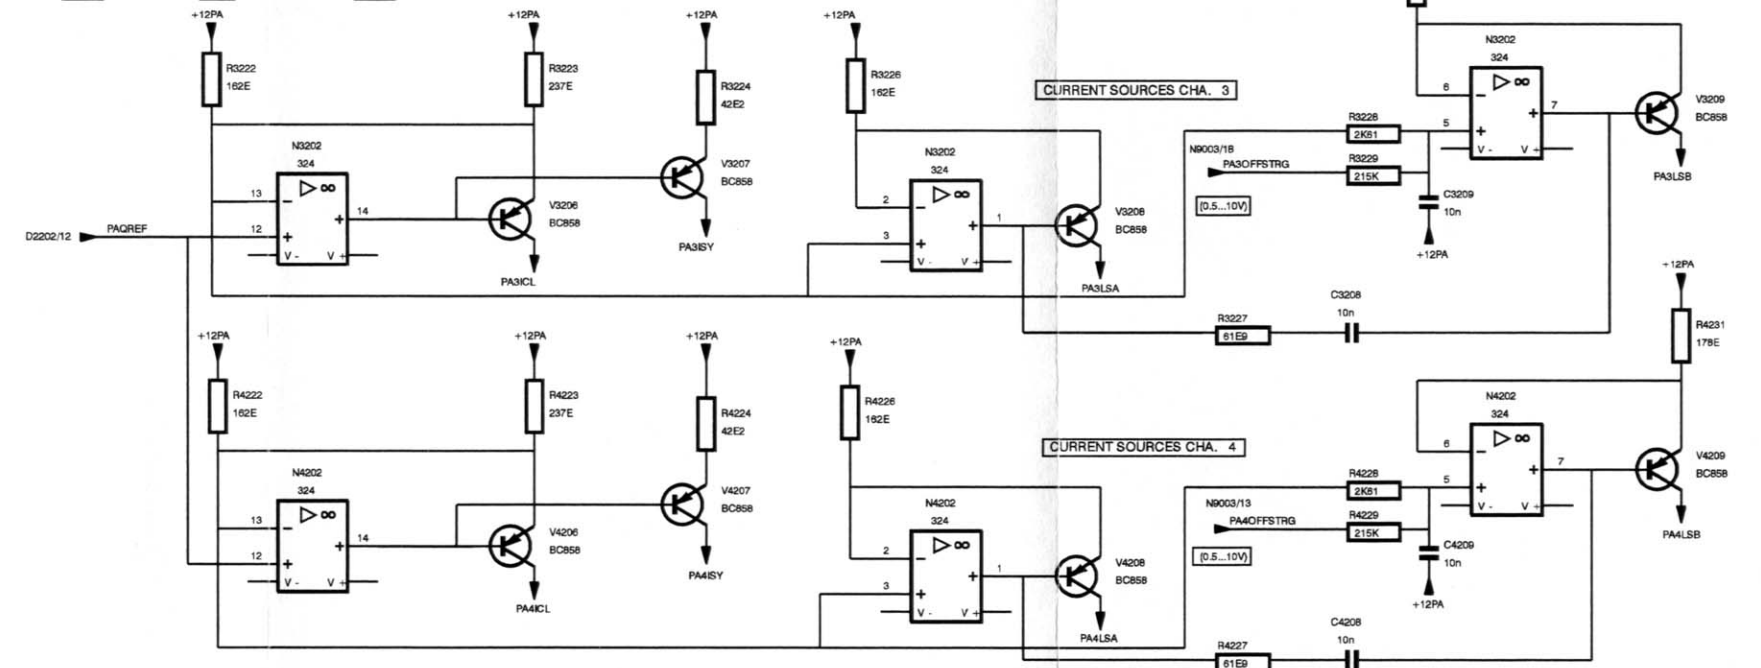 +12PA
+12PA
+12PA
+12PA
R3222
162E
R3223
237E
R3224
42E2
R3226
162E
CURRENT SOURCES CHA. 3
N3202
324
▷ ∞
6
-
5
+
+
7
V -
V +
V3209
BC858
PA3LSB
N3202
324
▷ ∞
13
-
12
+
+
14
V -
V +
V3206
BC858
PA3ICL
V3207
BC858
PA3ISY
N3202
324
▷ ∞
2
-
3
+
+
1
V -
V +
V3208
BC858
PA3LSA
R3228
2K61
N9003/18
PA3OFFSTRG
R3229
215K
(0.5...10V)
C3209
10n
+12PA
D2202/12
PAQREF
C3208
10n
R3227
61E9
+12PA
R4231
178E
+12PA
+12PA
+12PA
+12PA
R4222
162E
R4223
237E
R4224
42E2
R4226
162E
CURRENT SOURCES CHA. 4
N4202
324
▷ ∞
6
-
5
+
+
7
V -
V +
V4209
BC858
PA4LSB
N4202
324
▷ ∞
13
-
12
+
+
14
V -
V +
V4206
BC858
PA4ICL
V4207
BC858
PA4ISY
N4202
324
▷ ∞
2
-
3
+
+
1
V -
V +
V4208
BC858
PA4LSA
R4228
2K61
N9003/13
PA4OFFSTRG
R4229
215K
(0.5...10V)
C4209
10n
+12PA
C4208
10n
R4227
61E9